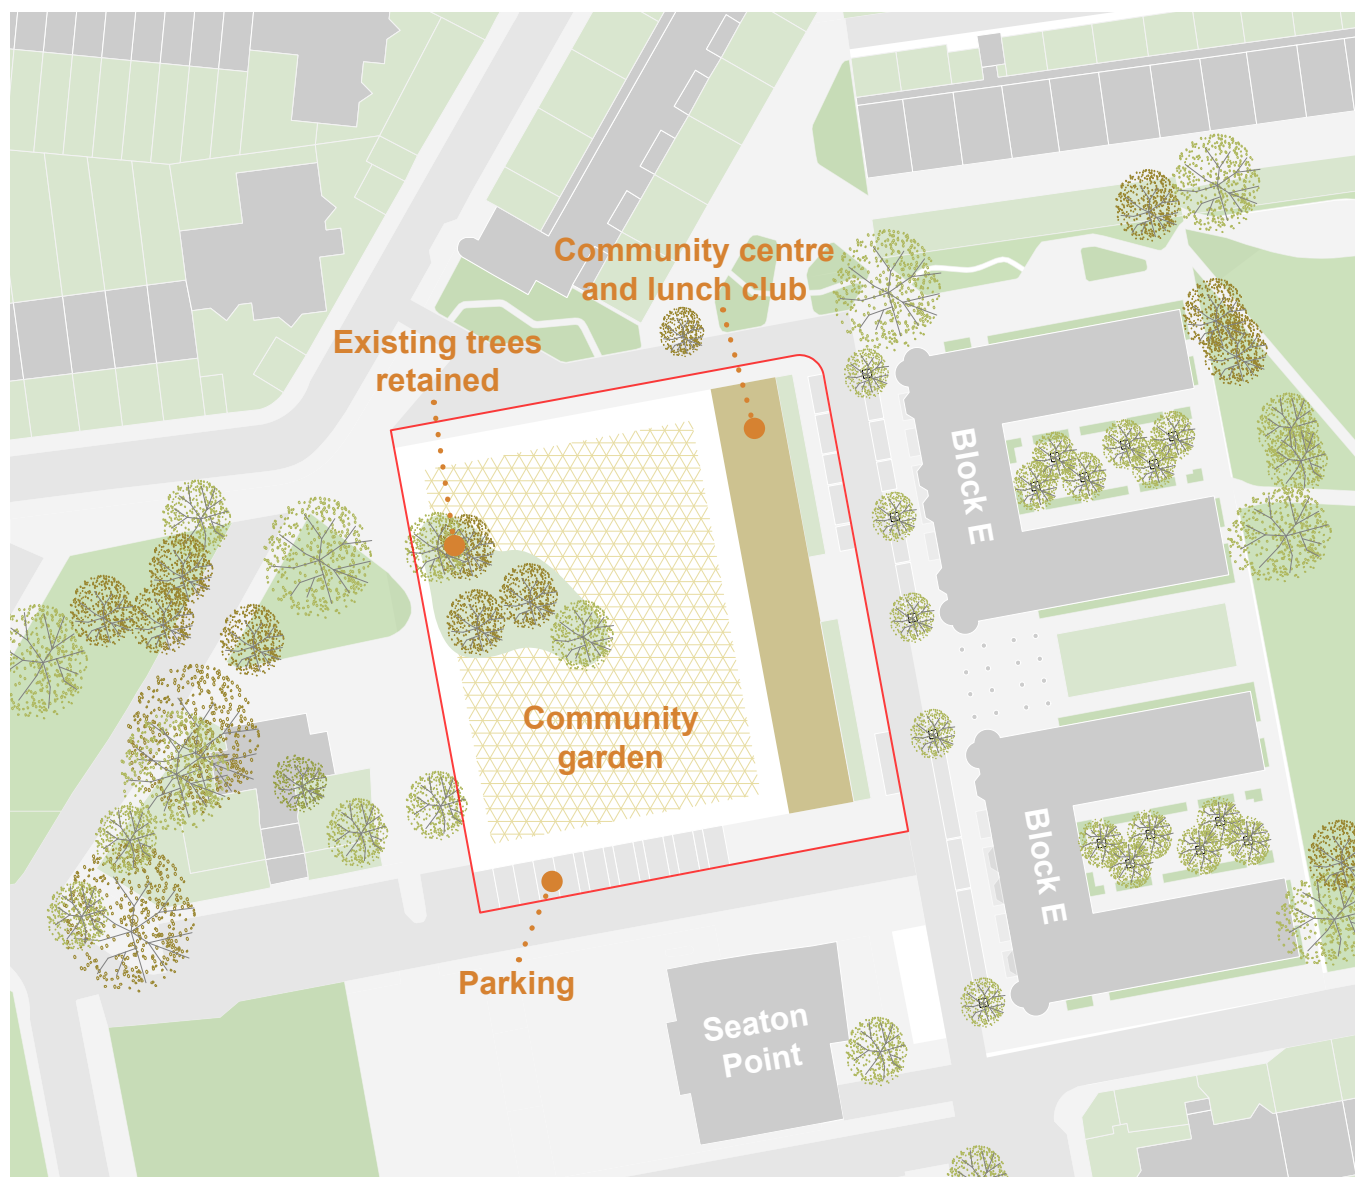 Community centre
and lunch club
Existing trees
retained
Block E
Community
garden
Block E
Parking
Seaton
Point